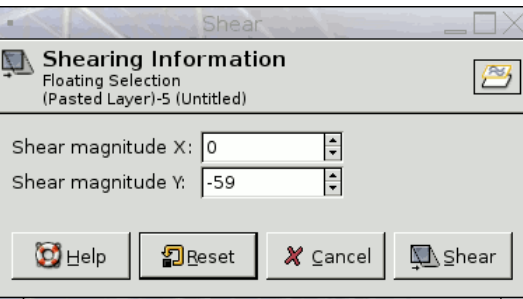 Shear
Shearing Information
Floating Selection
(Pasted Layer)-5 (Untitled)
Shear magnitude X: 0
Shear magnitude Y: -59
Help Reset Cancel Shear